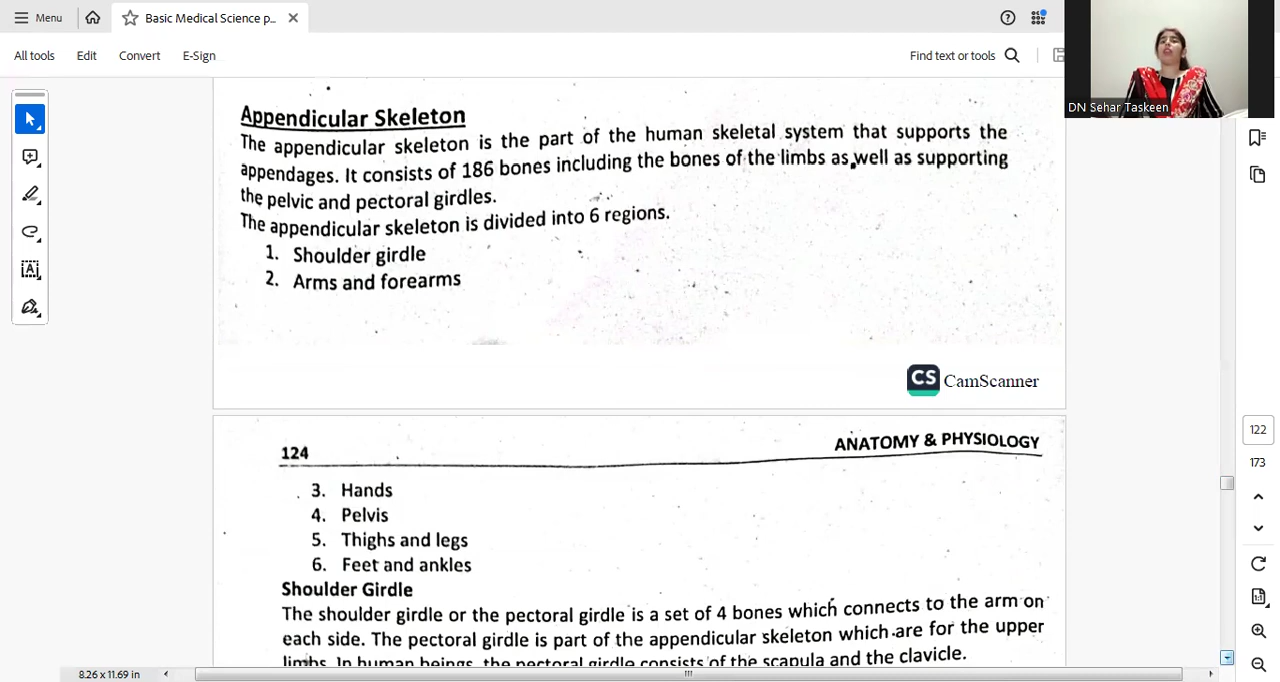 Menu
Basic Medical Science p...
All tools
Edit
Convert
E-Sign
Find text or tools
DN Sehar Taskeen
Appendicular Skeleton
The appendicular skeleton is the part of the human skeletal system that supports the
appendages. It consists of 186 bones including the bones of the limbs as well as supporting
the pelvic and pectoral girdles.
The appendicular skeleton is divided into 6 regions.
1. Shoulder girdle
2. Arms and forearms
CS CamScanner
124
ANATOMY & PHYSIOLOGY
3. Hands
4. Pelvis
5. Thighs and legs
6. Feet and ankles
Shoulder Girdle
The shoulder girdle or the pectoral girdle is a set of 4 bones which connects to the arm on
each side. The pectoral girdle is part of the appendicular skeleton which are for the upper
limbs. In human beings, the pectoral girdle consists of the scapula and the clavicle.
122
173
8.26 x 11.69 in